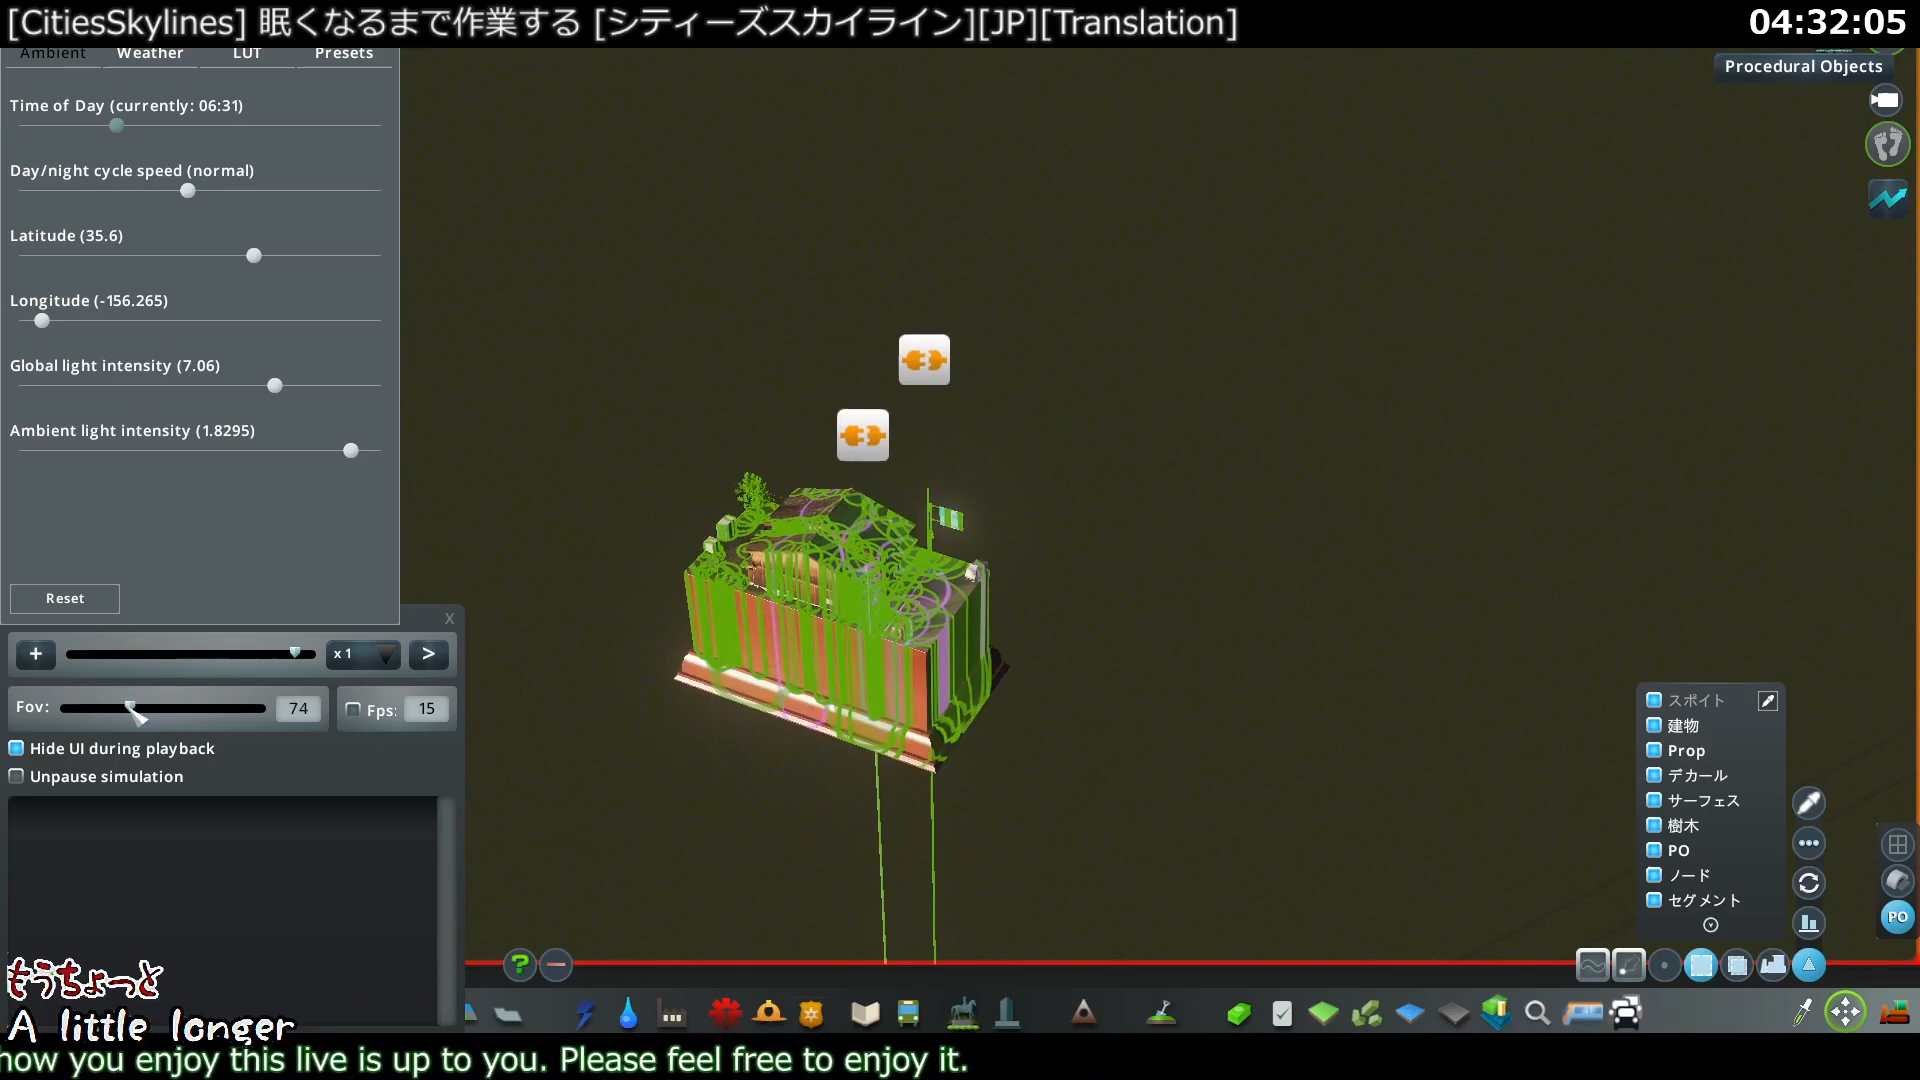 [CitiesSkylines] 眠くなるまで作業する [シティーズスカイライン][JP][Translation]
04:32:05
Ambient
Weather
LUT
Presets
Procedural Objects
Time of Day (currently: 06:31)
Day/night cycle speed (normal)
Latitude (35.6)
Longitude (-156.265)
Global light intensity (7.06)
Ambient light intensity (1.8295)
Reset
X
+
x 1
>
Fov:
74
Fps:
15
Hide UI during playback
Unpause simulation
スポイト
建物
Prop
デカール
サーフェス
樹木
PO
ノード
セグメント
PO
もうちょっと
A little longer
how you enjoy this live is up to you. Please feel free to enjoy it.